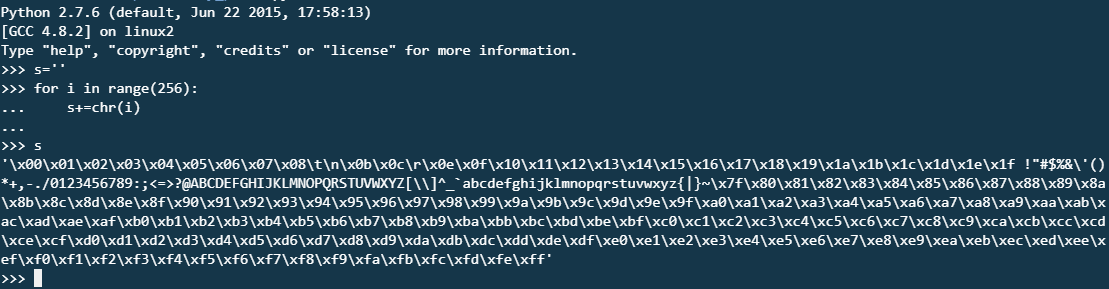 Python 2.7.6 (default, Jun 22 2015, 17:58:13)
[GCC 4.8.2] on linux2
Type "help", "copyright", "credits" or "license" for more information.
>>> s=''
>>> for i in range(256):
...     s+=chr(i)
...
>>> s
'\x00\x01\x02\x03\x04\x05\x06\x07\x08\t\n\x0b\x0c\r\x0e\x0f\x10\x11\x12\x13\x14\x15\x16\x17\x18\x19\x1a\x1b\x1c\x1d\x1e\x1f !"#$%&\'()
*+,-./0123456789:;<=>?@ABCDEFGHIJKLMNOPQRSTUVWXYZ[\\]^_`abcdefghijklmnopqrstuvwxyz{|}~\x7f\x80\x81\x82\x83\x84\x85\x86\x87\x88\x89\x8a
\x8b\x8c\x8d\x8e\x8f\x90\x91\x92\x93\x94\x95\x96\x97\x98\x99\x9a\x9b\x9c\x9d\x9e\x9f\xa0\xa1\xa2\xa3\xa4\xa5\xa6\xa7\xa8\xa9\xaa\xab\x
ac\xad\xae\xaf\xb0\xb1\xb2\xb3\xb4\xb5\xb6\xb7\xb8\xb9\xba\xbb\xbc\xbd\xbe\xbf\xc0\xc1\xc2\xc3\xc4\xc5\xc6\xc7\xc8\xc9\xca\xcb\xcc\xcd
\xce\xcf\xd0\xd1\xd2\xd3\xd4\xd5\xd6\xd7\xd8\xd9\xda\xdb\xdc\xdd\xde\xdf\xe0\xe1\xe2\xe3\xe4\xe5\xe6\xe7\xe8\xe9\xea\xeb\xec\xed\xee\x
ef\xf0\xf1\xf2\xf3\xf4\xf5\xf6\xf7\xf8\xf9\xfa\xfb\xfc\xfd\xfe\xff'
>>>